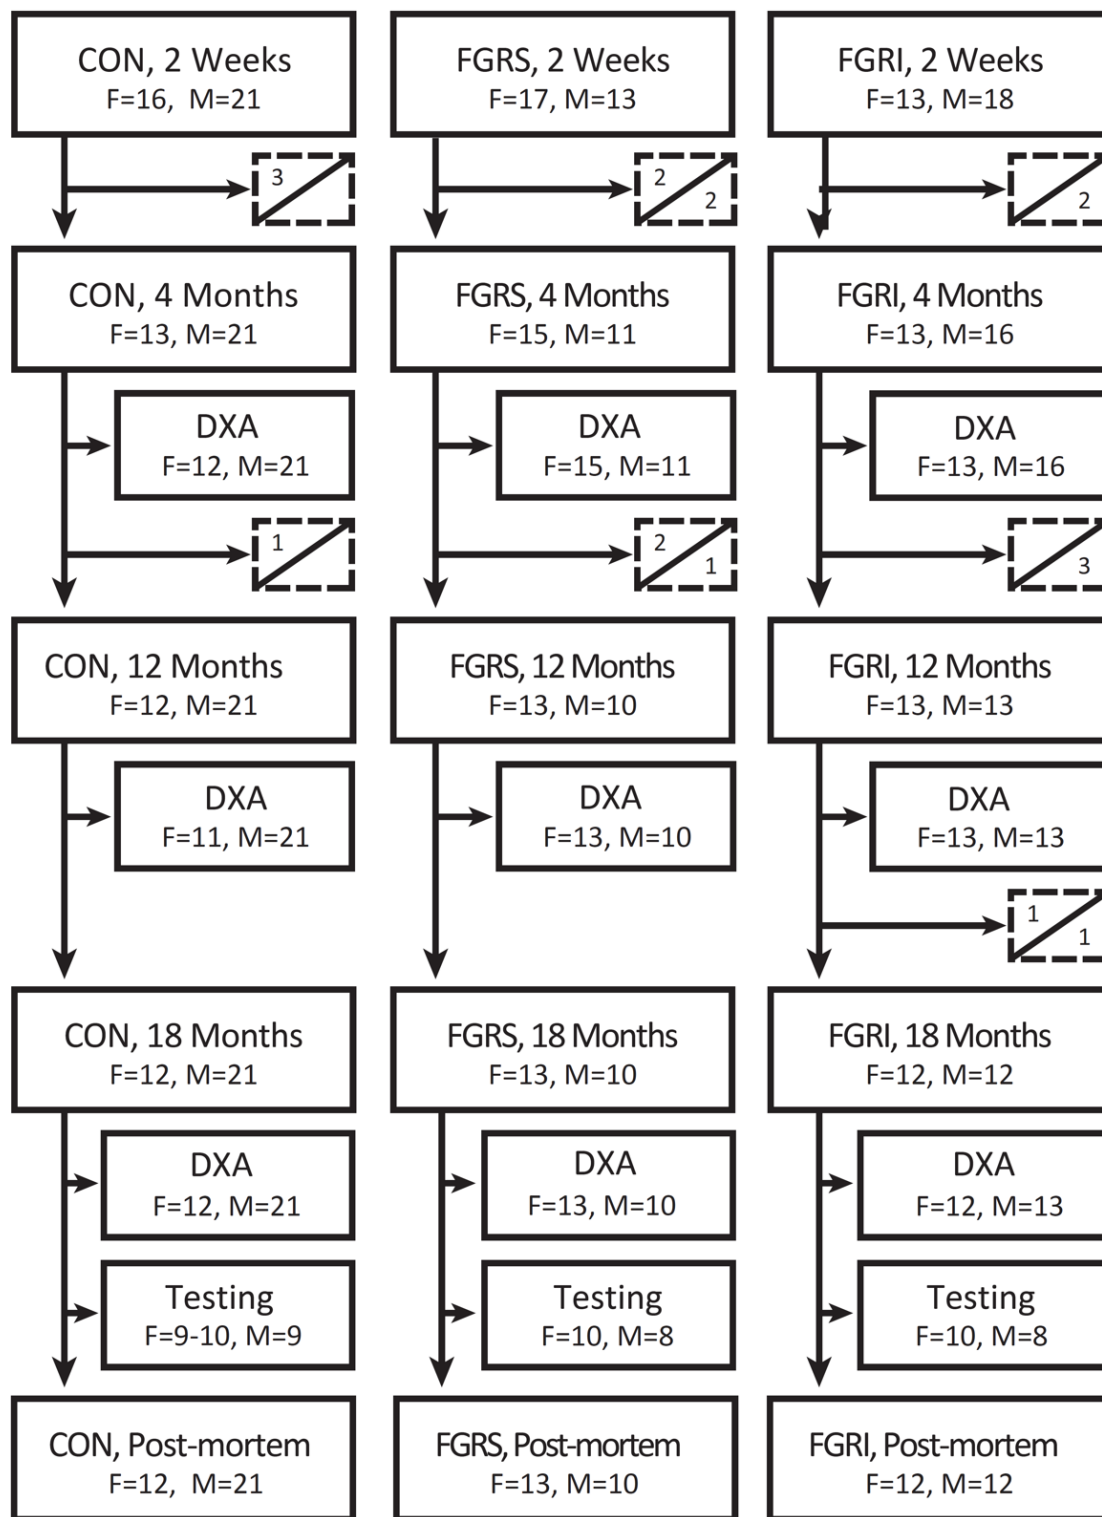 CON, 2 Weeks
F=16, M=21
FGRS, 2 Weeks
F=17, M=13
FGRI, 2 Weeks
F=13, M=18
3
2
2
2
CON, 4 Months
F=13, M=21
FGRS, 4 Months
F=15, M=11
FGRI, 4 Months
F=13, M=16
DXA
F=12, M=21
DXA
F=15, M=11
DXA
F=13, M=16
1
2
1
3
CON, 12 Months
F=12, M=21
FGRS, 12 Months
F=13, M=10
FGRI, 12 Months
F=13, M=13
DXA
F=11, M=21
DXA
F=13, M=10
DXA
F=13, M=13
1
1
CON, 18 Months
F=12, M=21
FGRS, 18 Months
F=13, M=10
FGRI, 18 Months
F=12, M=12
DXA
F=12, M=21
DXA
F=13, M=10
DXA
F=12, M=13
Testing
F=9-10, M=9
Testing
F=10, M=8
Testing
F=10, M=8
CON, Post-mortem
F=12, M=21
FGRS, Post-mortem
F=13, M=10
FGRI, Post-mortem
F=12, M=12